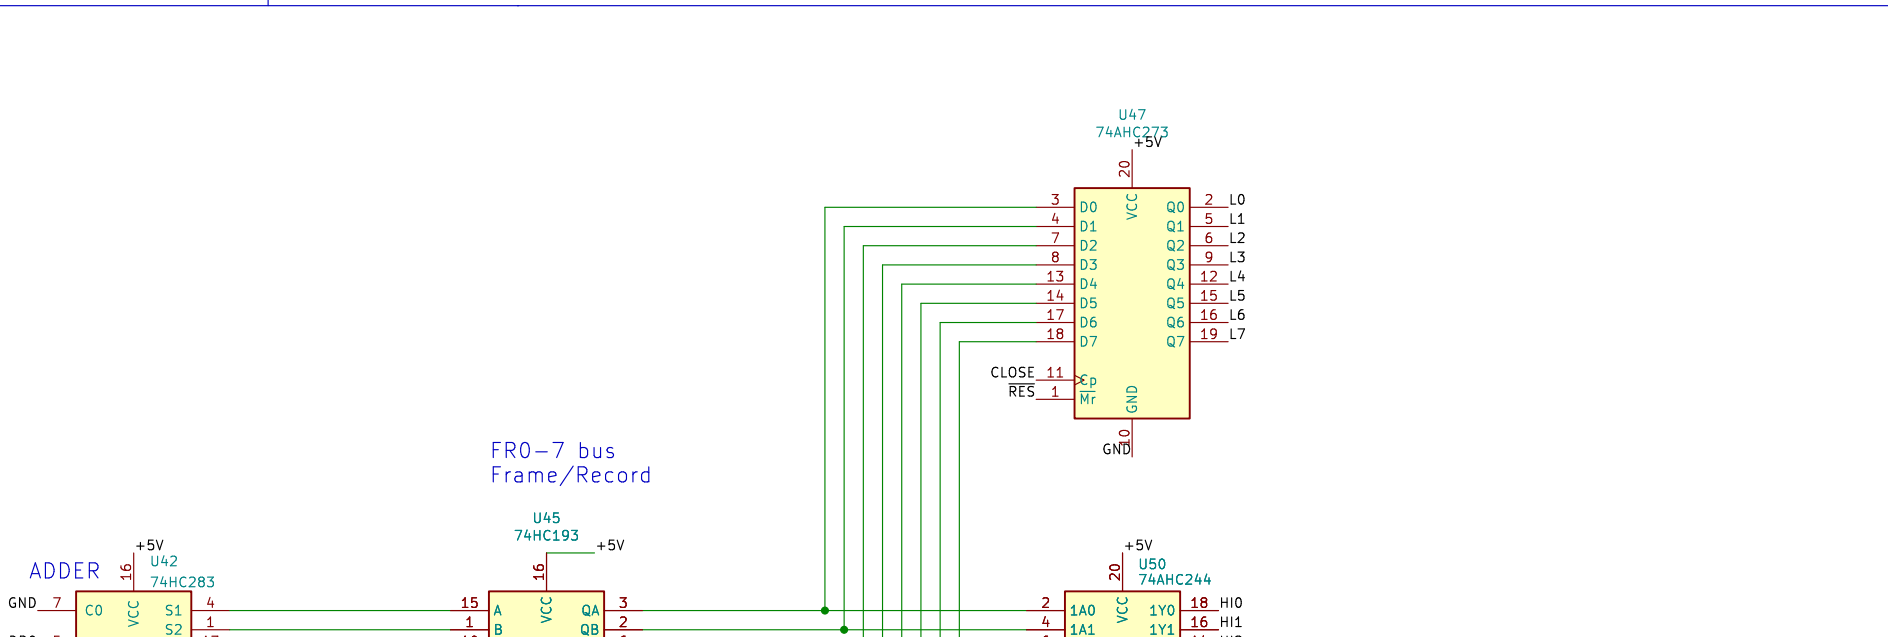 U47
74AHC273
+5V
20
VCC
3 D0 Q0 2 L0
4 D1 Q1 5 L1
7 D2 Q2 6 L2
8 D3 Q3 9 L3
13 D4 Q4 12 L4
14 D5 Q5 15 L5
17 D6 Q6 16 L6
18 D7 Q7 19 L7
CLOSE 11 Cp
RES 1 Mr
GND
10
GND
FR0-7 bus
Frame/Record
U45
74HC193
+5V
16
VCC
15 A QA 3
1 B QB 2
ADDER
+5V
U42
74HC283
16
VCC
GND 7 C0 S1 4
S2 1
+5V
U50
74AHC244
20
VCC
2 1A0 1Y0 18 HI0
4 1A1 1Y1 16 HI1